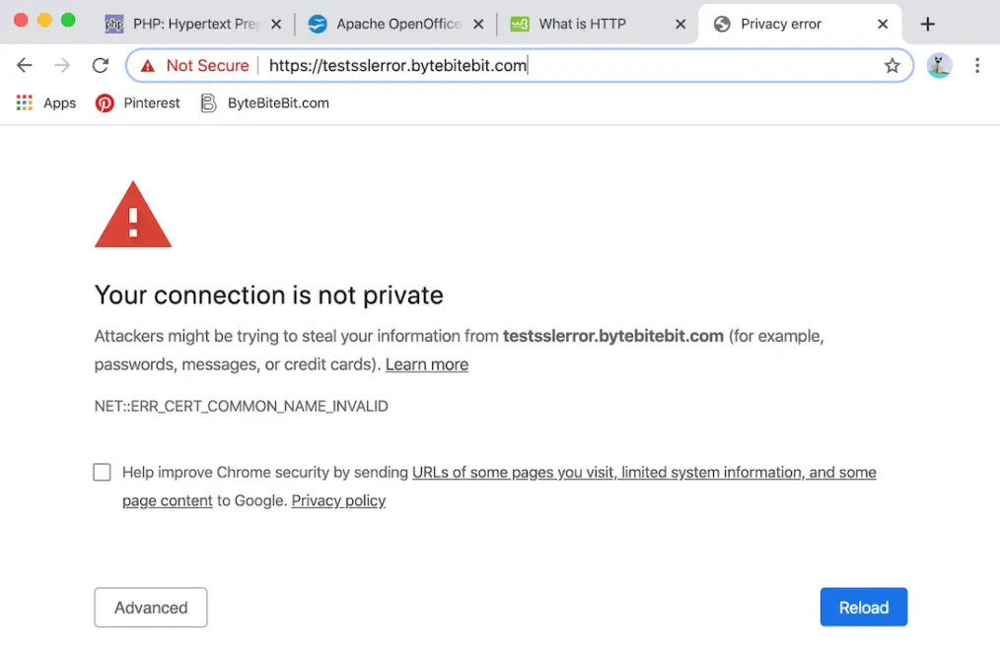 php PHP: Hypertext Prep Apache OpenOffice What is HTTP Privacy error
Not Secure https://testsslerror.bytebitebit.com
Apps Pinterest ByteBiteBit.com
Your connection is not private
Attackers might be trying to steal your information from testsslerror.bytebitebit.com (for example,
passwords, messages, or credit cards). Learn more
NET::ERR_CERT_COMMON_NAME_INVALID
Help improve Chrome security by sending URLs of some pages you visit, limited system information, and some
page content to Google. Privacy policy
Advanced Reload